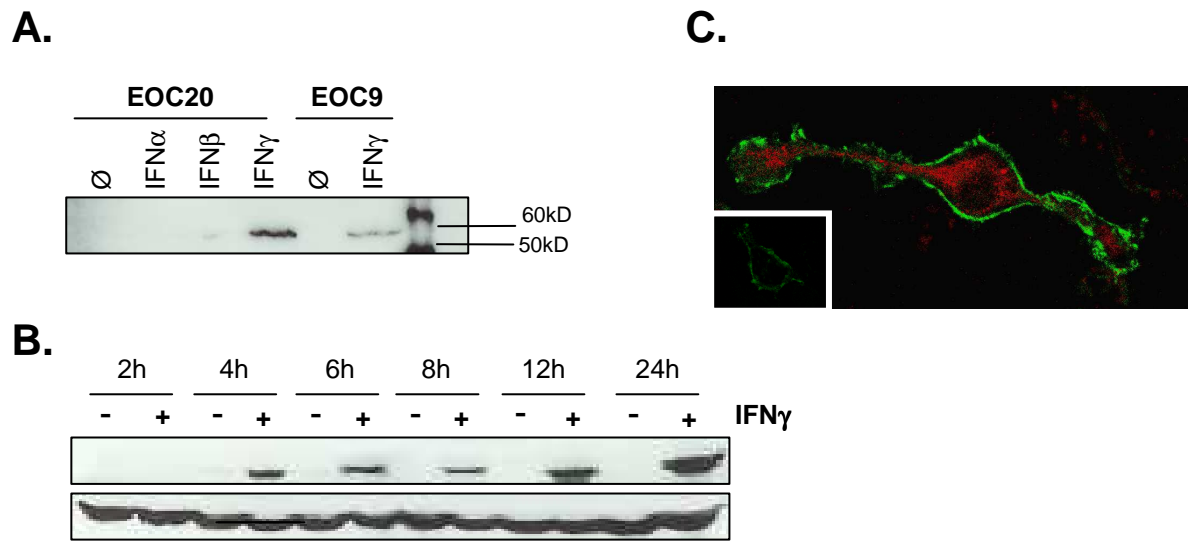 A.
EOC20 EOC9
Ø IFNα IFNβ IFNγ Ø IFNγ
60kD
50kD
B.
2h 4h 6h 8h 12h 24h
- + - + - + - + - + - + IFNγ
C.